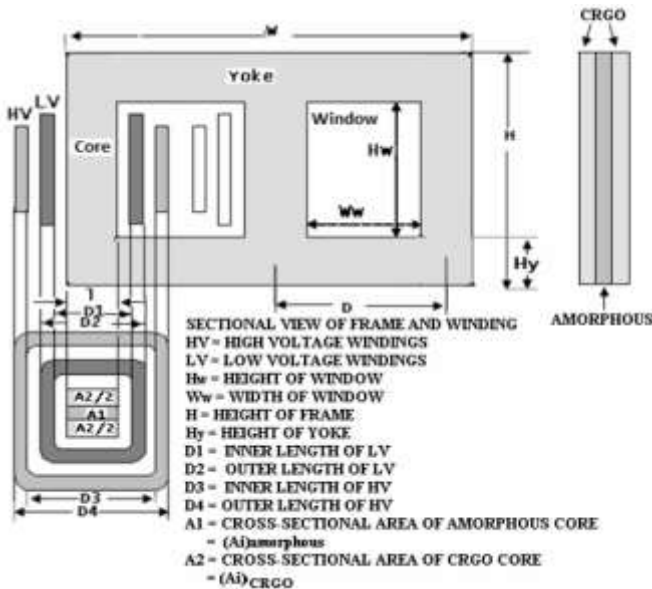 W
CRGO
Yoke
LV
HV
Window
Core
Hw
H
Ww
Hy
L
D
D1
D2
AMORPHOUS
SECTIONAL VIEW OF FRAME AND WINDING
HV = HIGH VOLTAGE WINDINGS
LV = LOW VOLTAGE WINDINGS
Hw = HEIGHT OF WINDOW
Ww = WIDTH OF WINDOW
H = HEIGHT OF FRAME
Hy = HEIGHT OF YOKE
D1 = INNER LENGTH OF LV
D2 = OUTER LENGTH OF LV
D3 = INNER LENGTH OF HV
D4 = OUTER LENGTH OF HV
A1 = CROSS-SECTIONAL AREA OF AMORPHOUS CORE
= (Ai)amorphous
A2 = CROSS-SECTIONAL AREA OF CRGO CORE
= (Ai)CRGO
A2/2
A1
A2/2
D3
D4